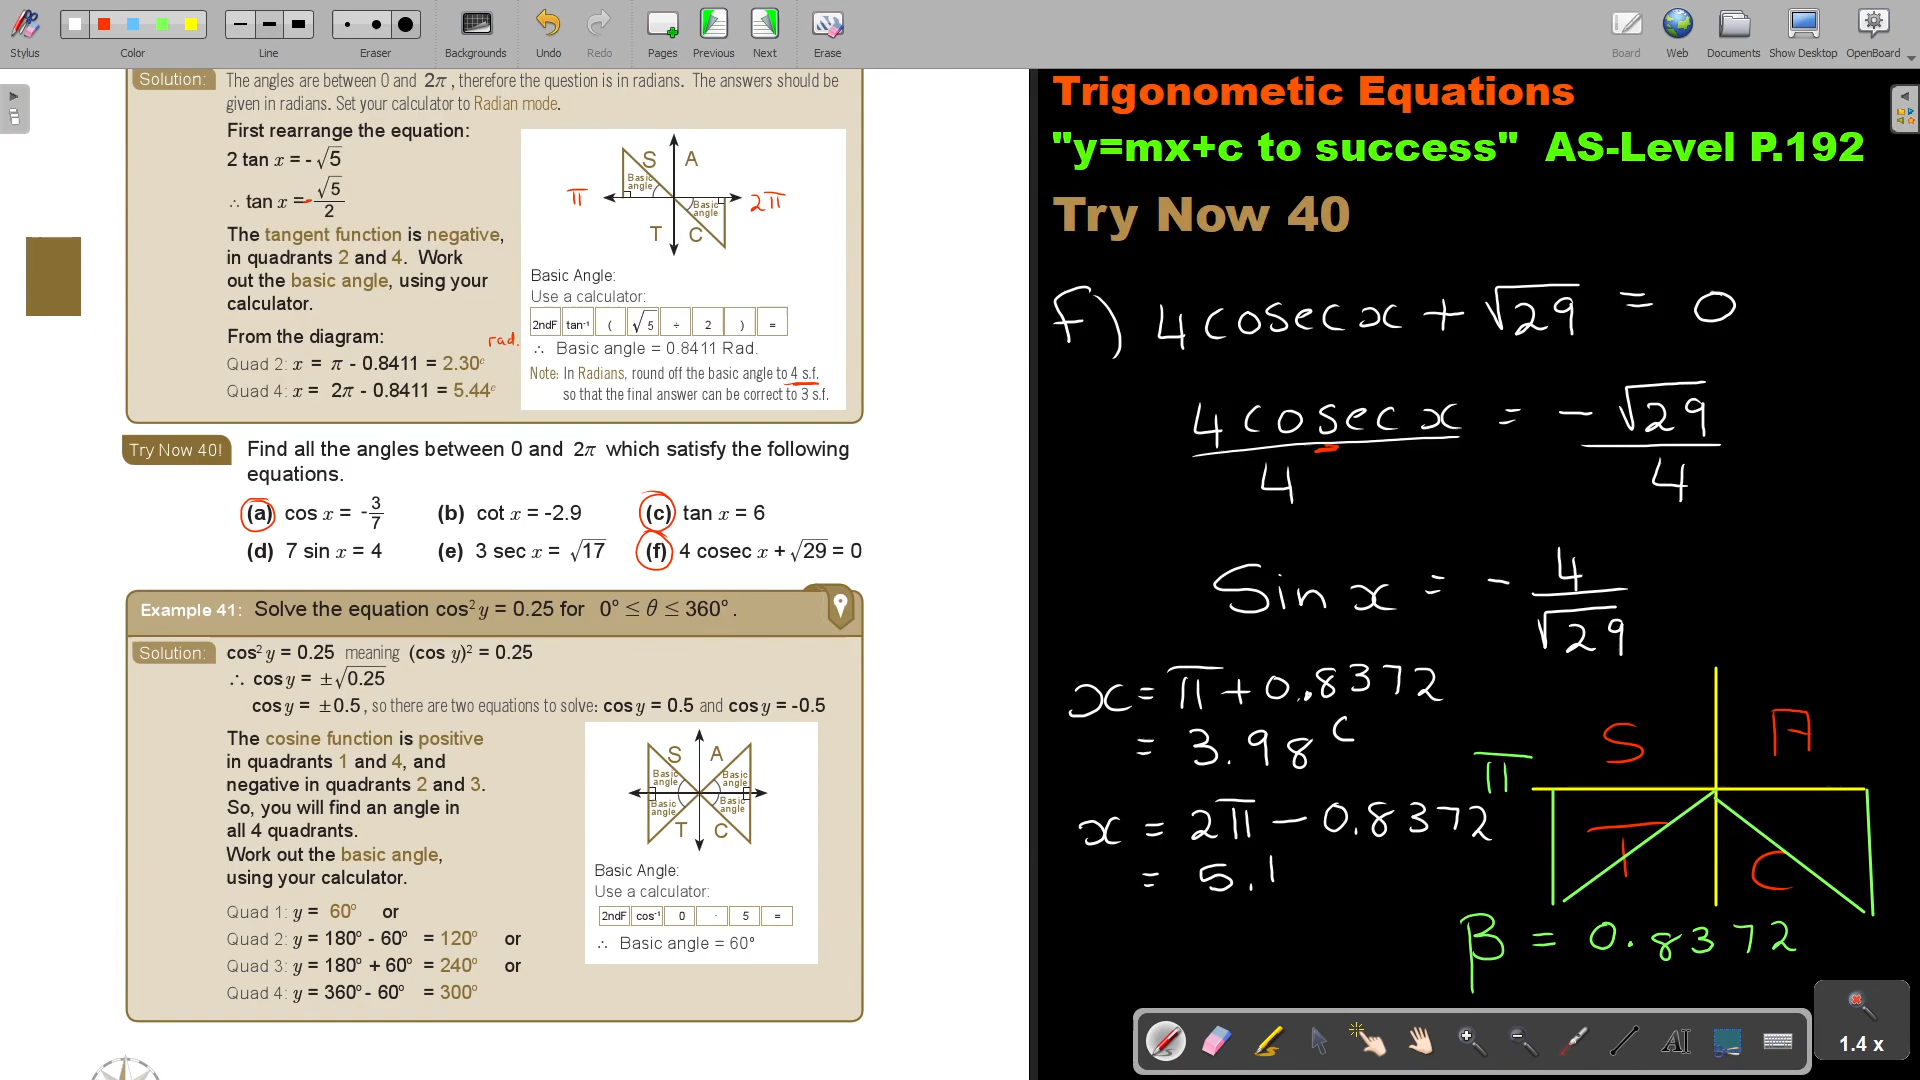 Stylus
Color
Line
Eraser
Backgrounds
Undo
Redo
Pages
Previous
Next
Erase
Board
Web
Documents
Show Desktop
OpenBoard
Solution: The angles are between 0 and 2π, therefore the question is in radians. The answers should be
given in radians. Set your calculator to Radian mode.
First rearrange the equation:
2 tan x = - √5
∴ tan x = - √5/2
The tangent function is negative,
in quadrants 2 and 4. Work
out the basic angle, using your
calculator.
From the diagram:
rad.
Quad 2: x = π - 0.8411 = 2.30ᶜ
Quad 4: x = 2π - 0.8411 = 5.44ᶜ
S A
Basic angle
π 2π
Basic angle
T C
Basic Angle:
Use a calculator:
2ndF tan⁻¹ ( √5 ÷ 2 ) =
∴ Basic angle = 0.8411 Rad.
Note: In Radians, round off the basic angle to 4 s.f.
so that the final answer can be correct to 3 s.f.
Try Now 40! Find all the angles between 0 and 2π which satisfy the following
equations.
(a) cos x = -3/7 (b) cot x = -2.9 (c) tan x = 6
(d) 7 sin x = 4 (e) 3 sec x = √17 (f) 4 cosec x + √29 = 0
Example 41: Solve the equation cos² y = 0.25 for 0° ≤ θ ≤ 360°.
Solution: cos² y = 0.25 meaning (cos y)² = 0.25
∴ cos y = ±√0.25
cos y = ±0.5, so there are two equations to solve: cos y = 0.5 and cos y = -0.5
The cosine function is positive
in quadrants 1 and 4, and
negative in quadrants 2 and 3.
So, you will find an angle in
all 4 quadrants.
Work out the basic angle,
using your calculator.
Quad 1: y = 60° or
Quad 2: y = 180° - 60° = 120° or
Quad 3: y = 180° + 60° = 240° or
Quad 4: y = 360° - 60° = 300°
S A
Basic angle Basic angle
Basic angle Basic angle
T C
Basic Angle:
Use a calculator:
2ndF cos⁻¹ 0 · 5 =
∴ Basic angle = 60°
Trigonometic Equations
"y=mx+c to success" AS-Level P.192
Try Now 40
f) 4 cosec x + √29 = 0
4 cosec x / 4 = - √29 / 4
Sin x = - 4/√29
x = π + 0.8372
= 3.98ᶜ
x = 2π - 0.8372
= 5.1
S A
π
T C
β = 0.8372
1.4 x